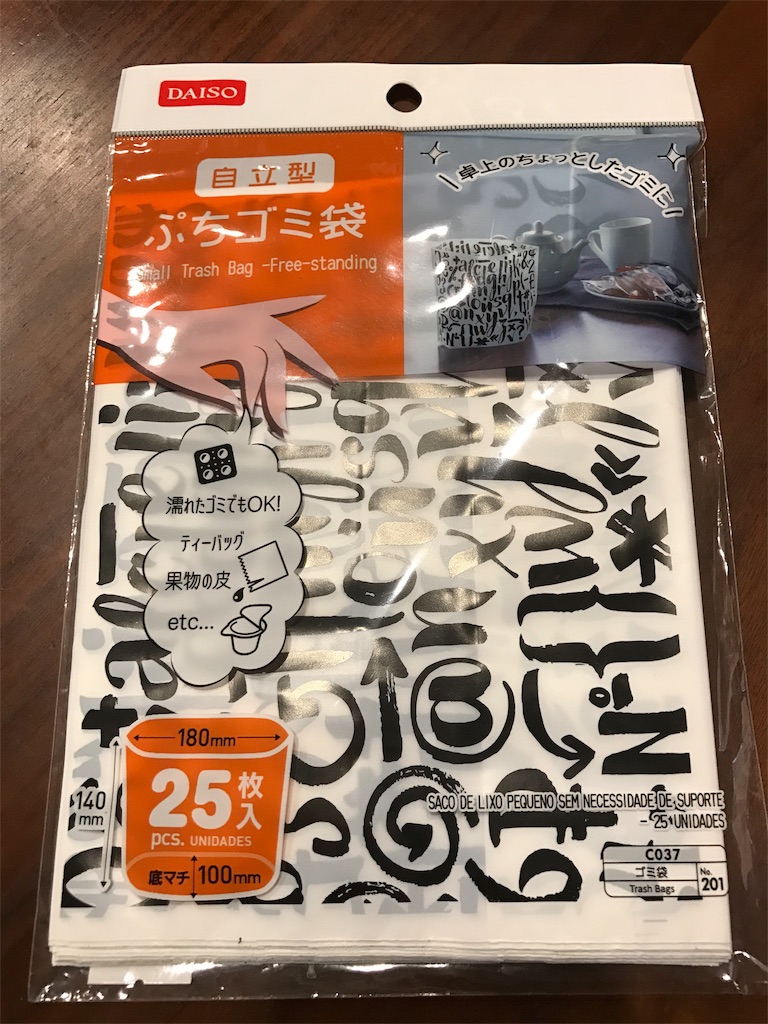 DAISO
自立型
ぷちゴミ袋
Small Trash Bag -Free-standing
\ 卓上のちょっとしたゴミに /
濡れたゴミでもOK!
ティーバッグ
果物の皮
etc...
180mm
140
mm
25枚入
pcs. UNIDADES
底マチ 100mm
SACO DE LIXO PEQUENO SEM NECESSIDADE DE SUPORTE
- 25 UNIDADES
C037
ゴミ袋
Trash Bags
No.
201